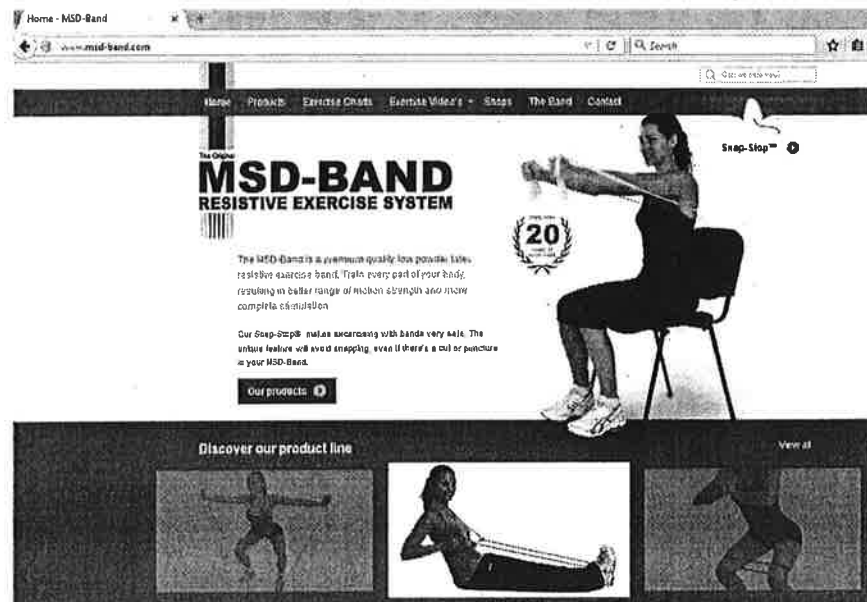 Home - MSD-Band
www.msd-band.com
Search
Home Products Exercise Charts Exercise Video's Shops The Band Contact
Snap-Stop™
The Original
MSD-BAND
RESISTIVE EXERCISE SYSTEM
20
The MSD-Band is a premium quality low powder latex
resistive exercise band. Train every part of your body,
resulting in better range of motion strength and more
complete stimulation
Our Snap-Stop® makes excercising with bands very safe. The
unique feature will avoid snapping, even if there's a cut or puncture
in your MSD-Band.
Our products
Discover our product line
View all